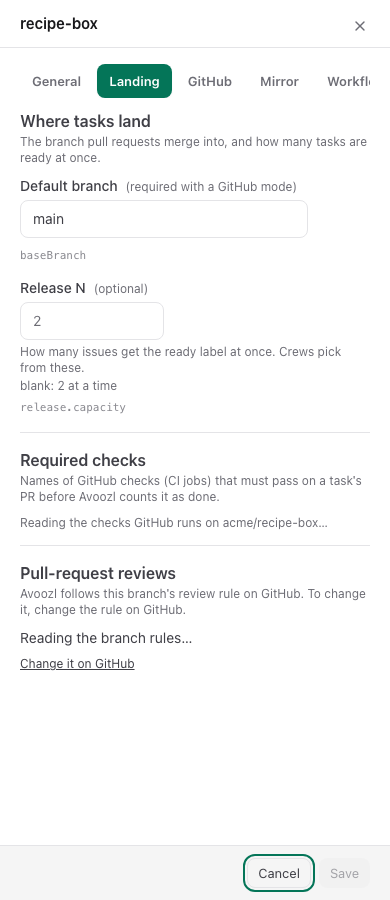 recipe-box
General Landing GitHub Mirror Workfl
Where tasks land
The branch pull requests merge into, and how many tasks are
ready at once.
Default branch (required with a GitHub mode)
main
baseBranch
Release N (optional)
2
How many issues get the ready label at once. Crews pick
from these.
blank: 2 at a time
release.capacity
Required checks
Names of GitHub checks (CI jobs) that must pass on a task's
PR before Avoozl counts it as done.
Reading the checks GitHub runs on acme/recipe-box…
Pull-request reviews
Avoozl follows this branch's review rule on GitHub. To change
it, change the rule on GitHub.
Reading the branch rules…
Change it on GitHub
Cancel Save